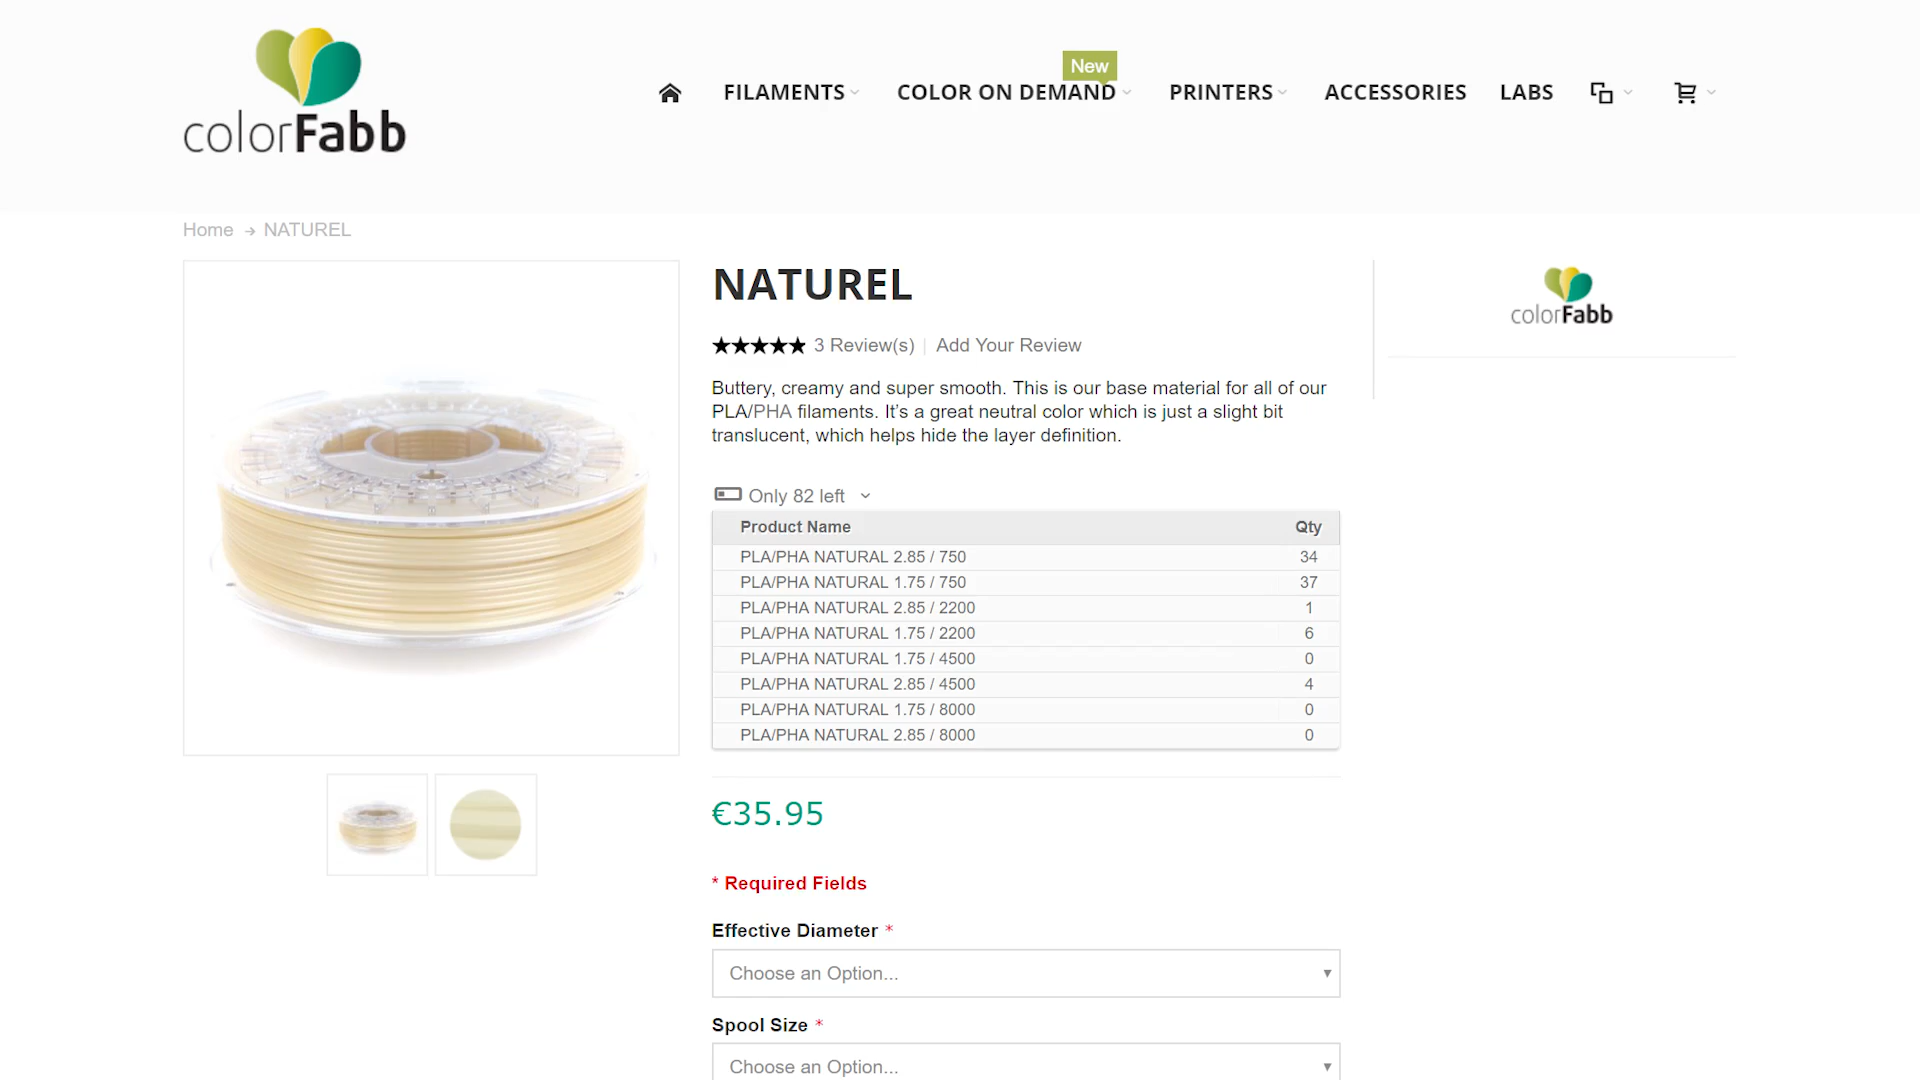 colorFabb
New
FILAMENTS COLOR ON DEMAND PRINTERS ACCESSORIES LABS
Home → NATUREL
NATUREL
colorFabb
★★★★★ 3 Review(s) | Add Your Review
Buttery, creamy and super smooth. This is our base material for all of our
PLA/PHA filaments. It’s a great neutral color which is just a slight bit
translucent, which helps hide the layer definition.
Only 82 left
Product Name Qty
PLA/PHA NATURAL 2.85 / 750 34
PLA/PHA NATURAL 1.75 / 750 37
PLA/PHA NATURAL 2.85 / 2200 1
PLA/PHA NATURAL 1.75 / 2200 6
PLA/PHA NATURAL 1.75 / 4500 0
PLA/PHA NATURAL 2.85 / 4500 4
PLA/PHA NATURAL 1.75 / 8000 0
PLA/PHA NATURAL 2.85 / 8000 0
€35.95
* Required Fields
Effective Diameter *
Choose an Option...
Spool Size *
Choose an Option...